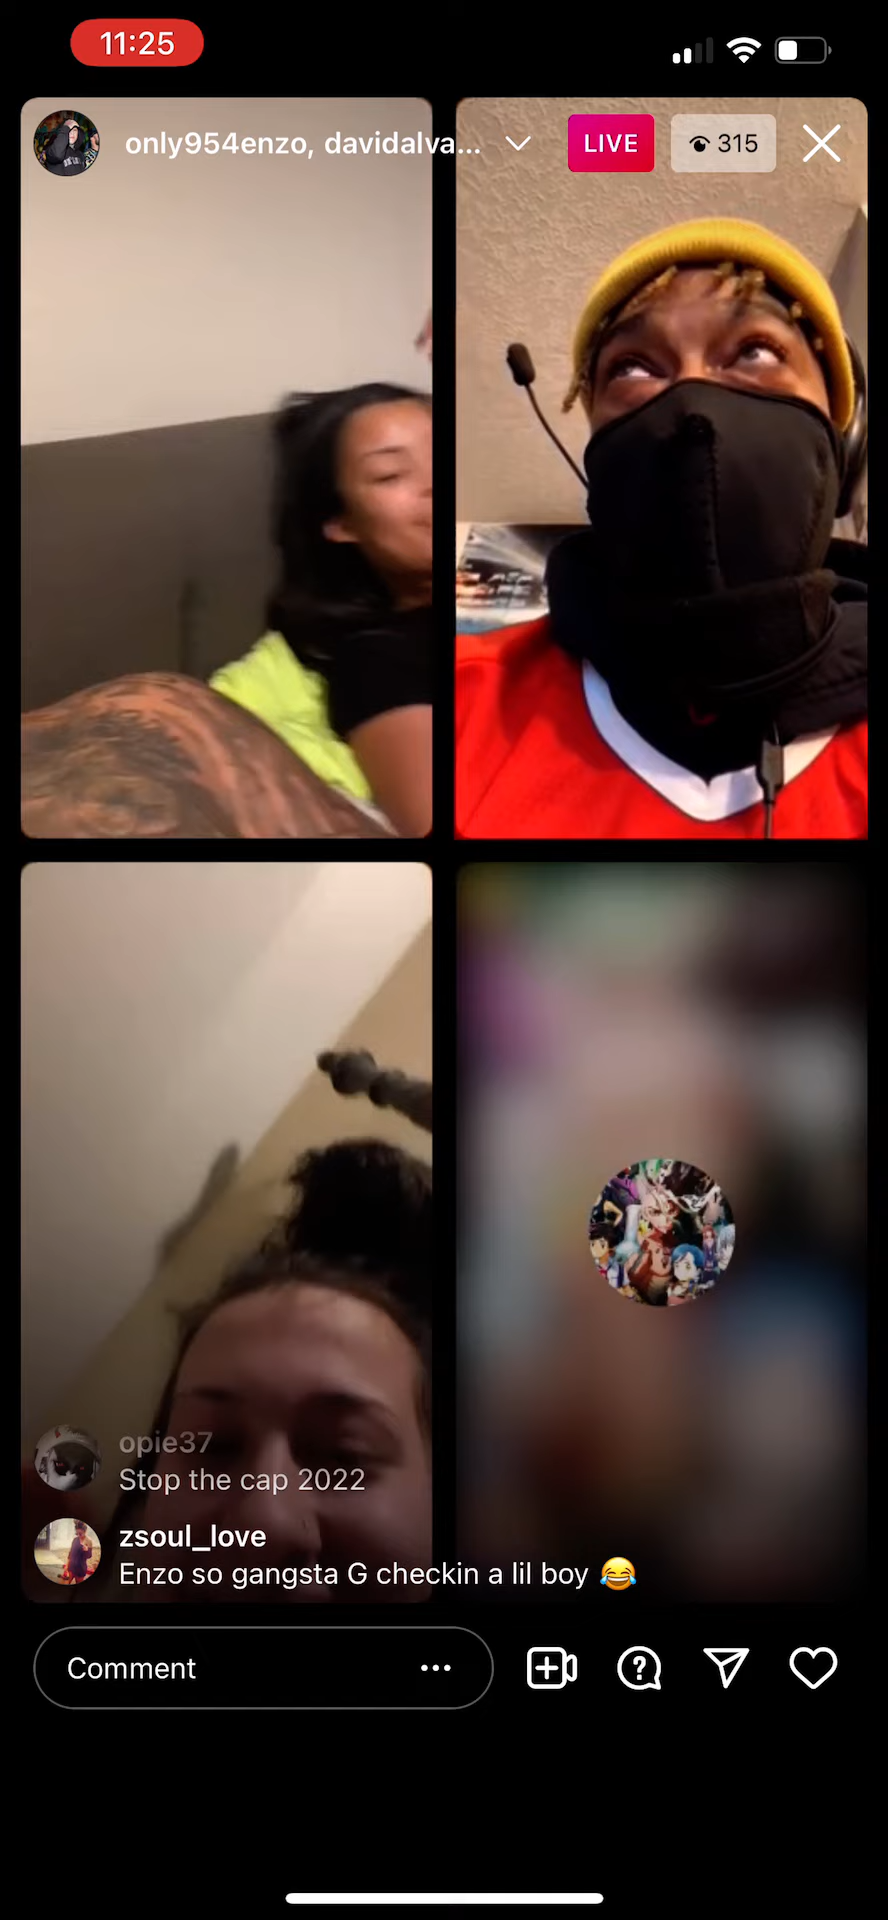 11:25
only954enzo, davidalva...
LIVE
315
opie37
Stop the cap 2022
zsoul_love
Enzo so gangsta G checkin a lil boy 😂
Comment